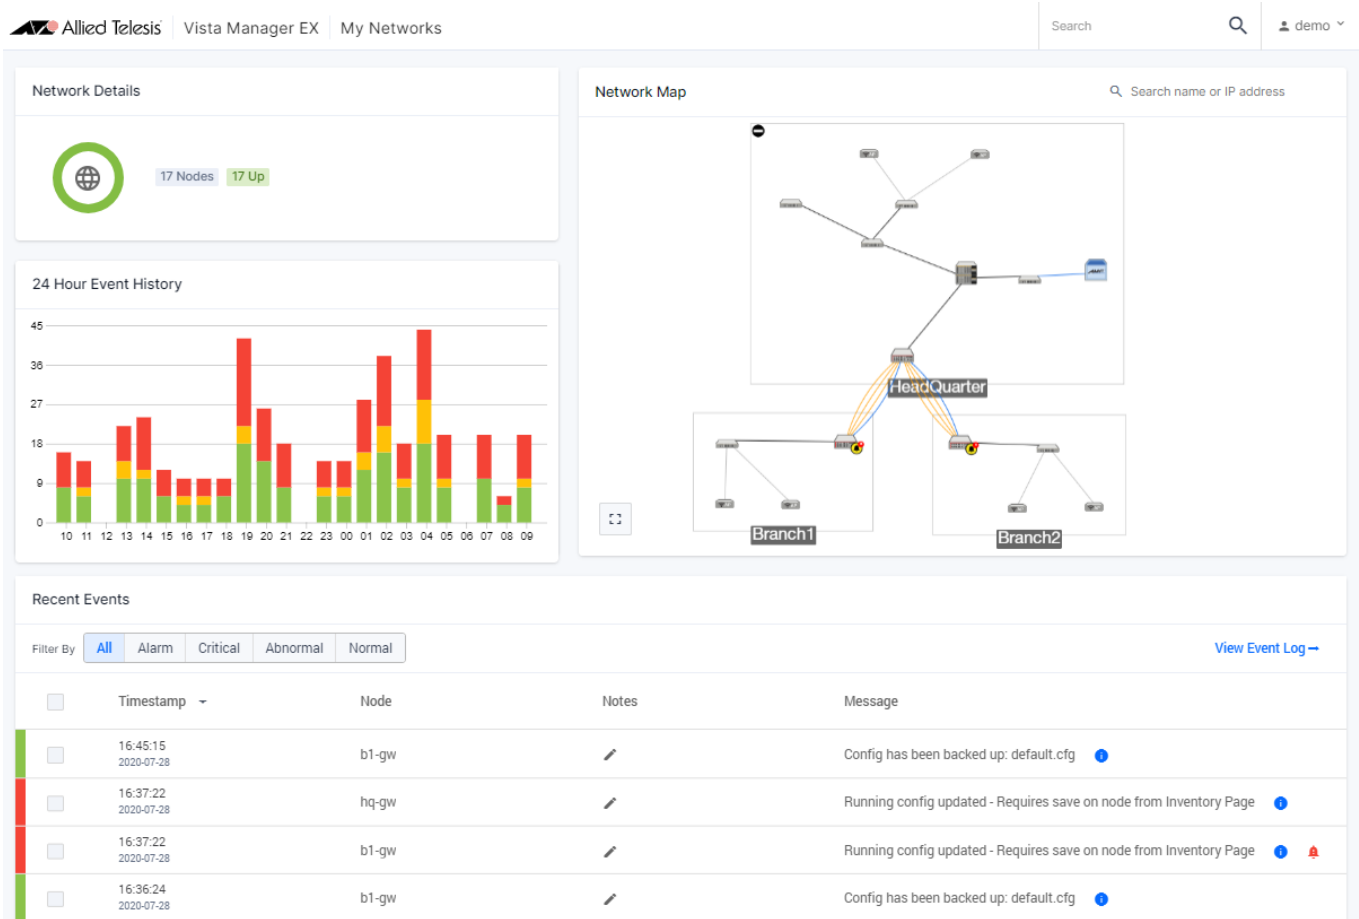 Allied Telesis Vista Manager EX My Networks Search demo
Network Details
17 Nodes 17 Up
Network Map Search name or IP address
HeadQuarter
Branch1
Branch2
24 Hour Event History
45
36
27
18
9
0
10 11 12 13 14 15 16 17 18 19 20 21 22 23 00 01 02 03 04 05 06 07 08 09
Recent Events
Filter By All Alarm Critical Abnormal Normal View Event Log
Timestamp Node Notes Message
16:45:15
2020-07-28
b1-gw Config has been backed up: default.cfg
16:37:22
2020-07-28
hq-gw Running config updated - Requires save on node from Inventory Page
16:37:22
2020-07-28
b1-gw Running config updated - Requires save on node from Inventory Page
16:36:24
2020-07-28
b1-gw Config has been backed up: default.cfg